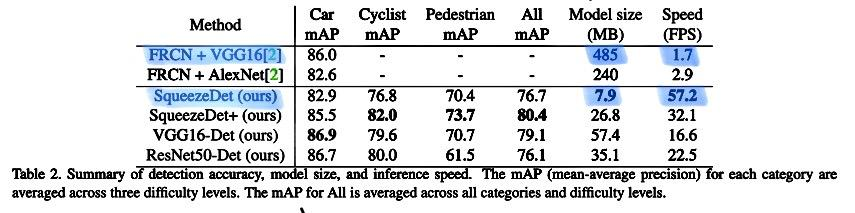 Method Car mAP Cyclist mAP Pedestrian mAP All mAP Model size (MB) Speed (FPS)
FRCN + VGG16[2] 86.0 - - - 485 1.7
FRCN + AlexNet[2] 82.6 - - - 240 2.9
SqueezeDet (ours) 82.9 76.8 70.4 76.7 7.9 57.2
SqueezeDet+ (ours) 85.5 82.0 73.7 80.4 26.8 32.1
VGG16-Det (ours) 86.9 79.6 70.7 79.1 57.4 16.6
ResNet50-Det (ours) 86.7 80.0 61.5 76.1 35.1 22.5
Table 2. Summary of detection accuracy, model size, and inference speed. The mAP (mean-average precision) for each category are
averaged across three difficulty levels. The mAP for All is averaged across all categories and difficulty levels.